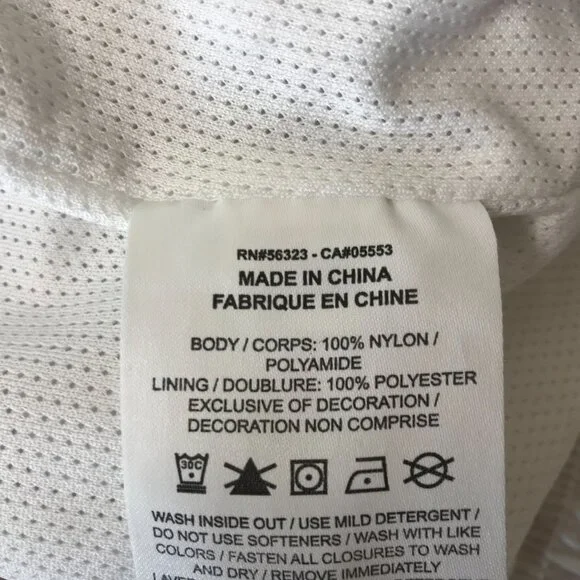 RN#56323 - CA#05553
MADE IN CHINA
FABRIQUE EN CHINE
BODY / CORPS: 100% NYLON /
POLYAMIDE
LINING / DOUBLURE: 100% POLYESTER
EXCLUSIVE OF DECORATION /
DECORATION NON COMPRISE
30C
WASH INSIDE OUT / USE MILD DETERGENT /
DO NOT USE SOFTENERS / WASH WITH LIKE
COLORS / FASTEN ALL CLOSURES TO WASH
AND DRY / REMOVE IMMEDIATELY